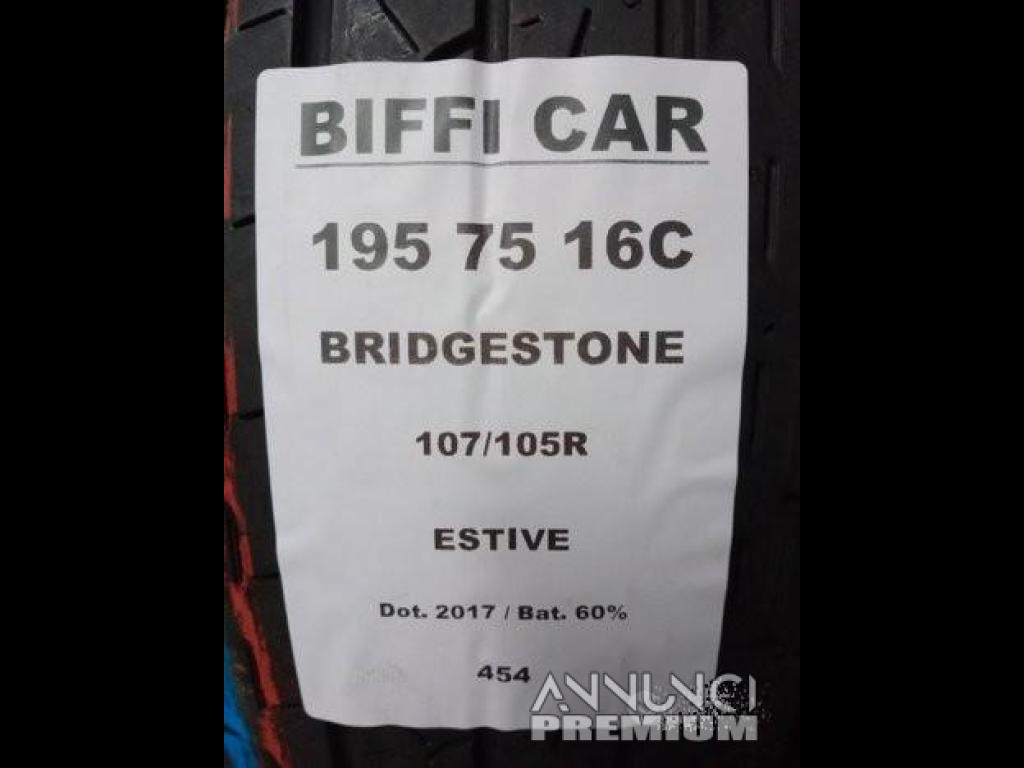 BIFFI CAR
195 75 16C
BRIDGESTONE
107/105R
ESTIVE
Dot. 2017 / Bat. 60%
454
ANNUNCI
PREMIUM